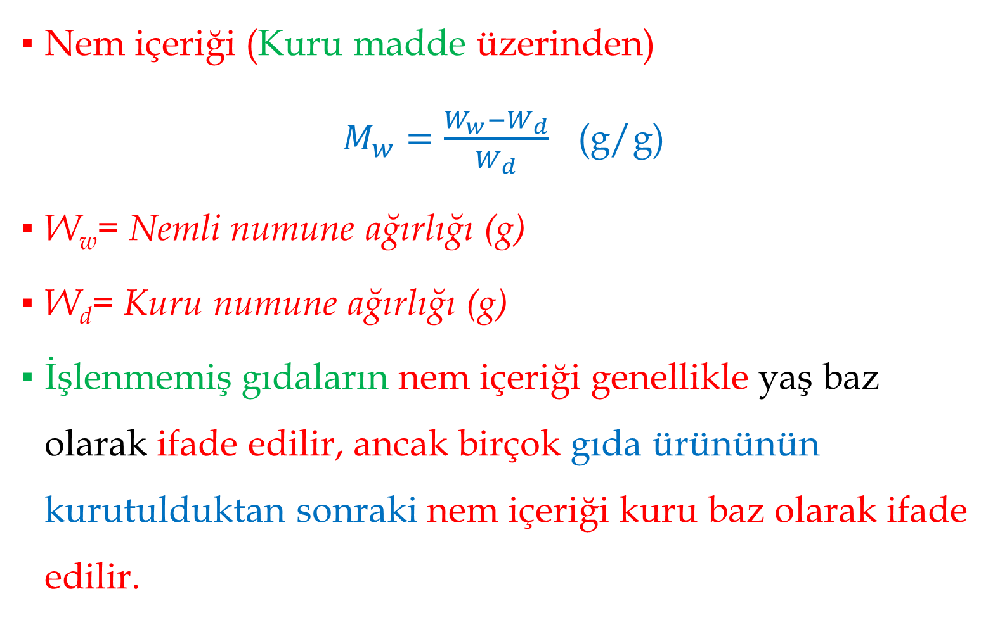 ▪ Nem içeriği (Kuru madde üzerinden)
M_w = (W_w − W_d) / W_d (g/g)
▪ W_w= Nemli numune ağırlığı (g)
▪ W_d= Kuru numune ağırlığı (g)
▪ İşlenmemiş gıdaların nem içeriği genellikle yaş baz
olarak ifade edilir, ancak birçok gıda ürününün
kurutulduktan sonraki nem içeriği kuru baz olarak ifade
edilir.